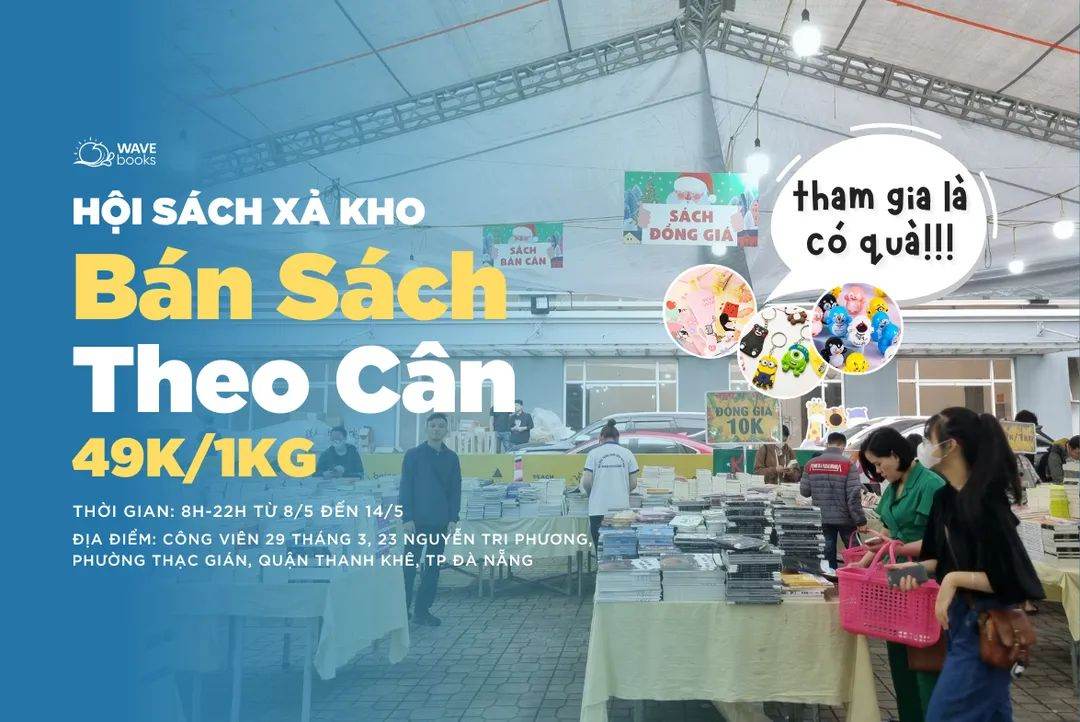 WAVE
books
HỘI SÁCH XẢ KHO
Bán Sách
Theo Cân
49K/1KG
THỜI GIAN: 8H-22H TỪ 8/5 ĐẾN 14/5
ĐỊA ĐIỂM: CÔNG VIÊN 29 THÁNG 3, 23 NGUYỄN TRI PHƯƠNG,
PHƯỜNG THẠC GIÁN, QUẬN THANH KHÊ, TP ĐÀ NẴNG
tham gia là
có quà!!!
SÁCH
ĐỒNG GIÁ
SÁCH
BÁN CÂN
ĐỒNG GIÁ
10K